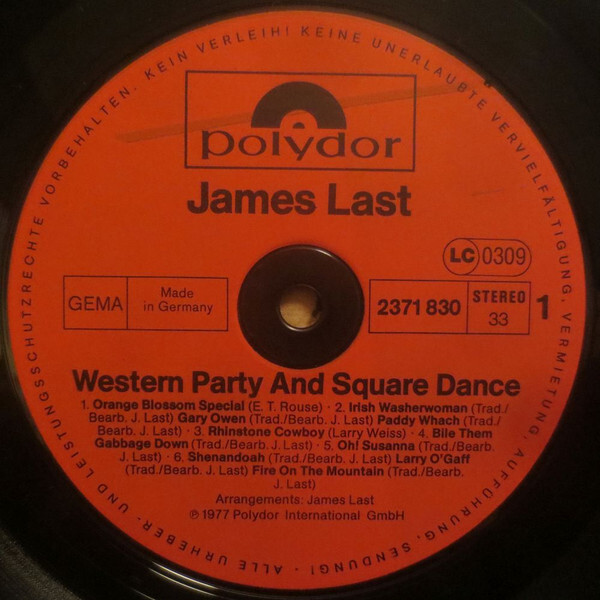 ALLE URHEBER- UND LEISTUNGSSCHUTZRECHTE VORBEHALTEN. KEIN VERLEIH! KEINE UNERLAUBTE VERVIELFÄLTIGUNG, VERMIETUNG, AUFFÜHRUNG, SENDUNG! ·
polydor
James Last
LC 0309
GEMA
Made
in Germany
2371 830
STEREO
33
1
Western Party And Square Dance
1. Orange Blossom Special (E. T. Rouse) · 2. Irish Washerwoman (Trad./
Bearb. J. Last) Gary Owen (Trad./Bearb. J. Last) Paddy Whach (Trad./
Bearb. J. Last) · 3. Rhinstone Cowboy (Larry Weiss) · 4. Bile Them
Gabbage Down (Trad./Bearb. J. Last) · 5. Oh! Susanna (Trad./Bearb.
J. Last) · 6. Shenandoah (Trad./Bearb. J. Last) Larry O'Gaff
(Trad./Bearb. J. Last) Fire On The Mountain (Trad./Bearb.
J. Last)
Arrangements: James Last
℗ 1977 Polydor International GmbH